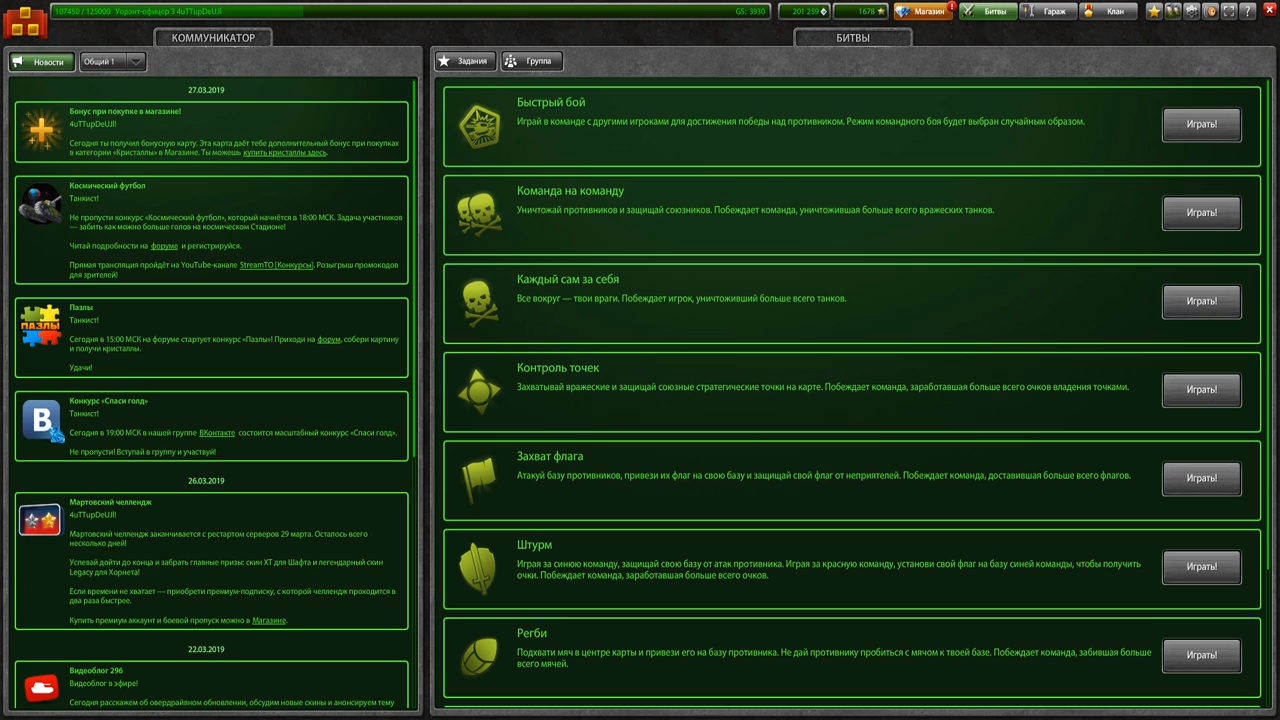 107450 / 125000 Уорэнт-офицер 3 4uTTupDeUJl
GS: 3930
201 259
1678
Магазин
Битвы
Гараж
Клан
?
КОММУНИКАТОР
Новости
Общий 1
27.03.2019
Бонус при покупке в магазине!
4uTTupDeUJl!
Сегодня ты получил бонусную карту. Эта карта даёт тебе дополнительный бонус при покупках
в категории «Кристаллы» в Магазине. Ты можешь купить кристаллы здесь.
Космический футбол
Танкист!
Не пропусти конкурс «Космический футбол», который начнётся в 18:00 МСК. Задача участников
— забить как можно больше голов на космическом Стадионе!
Читай подробности на форуме и регистрируйся.
Прямая трансляция пройдёт на YouTube-канале StreamTO [Конкурсы]. Розыгрыш промокодов
для зрителей!
ПАЗЛЫ
Пазлы
Танкист!
Сегодня в 15:00 МСК на форуме стартует конкурс «Пазлы»! Приходи на форум, собери картину
и получи кристаллы.
Удачи!
В
Конкурс «Спаси голд»
Танкист!
Сегодня в 19:00 МСК в нашей группе ВКонтакте состоится масштабный конкурс «Спаси голд».
Не пропусти! Вступай в группу и участвуй!
26.03.2019
Мартовский челлендж
4uTTupDeUJl!
Мартовский челлендж заканчивается с рестартом серверов 29 марта. Осталось всего
несколько дней!
Успевай дойти до конца и забрать главные призы: скин XT для Шафта и легендарный скин
Legacy для Хорнета!
Если времени не хватает — приобрети премиум-подписку, с которой челлендж проходится в
два раза быстрее.
Купить премиум аккаунт и боевой пропуск можно в Магазине.
22.03.2019
Видеоблог 296
Видеоблог в эфире!
Сегодня расскажем об овердрайвном обновлении, обсудим новые скины и анонсируем тему
БИТВЫ
Задания
Группа
Быстрый бой
Играй в команде с другими игроками для достижения победы над противником. Режим командного боя будет выбран случайным образом.
Играть!
Команда на команду
Уничтожай противников и защищай союзников. Побеждает команда, уничтожившая больше всего вражеских танков.
Играть!
Каждый сам за себя
Все вокруг — твои враги. Побеждает игрок, уничтоживший больше всего танков.
Играть!
Контроль точек
Захватывай вражеские и защищай союзные стратегические точки на карте. Побеждает команда, заработавшая больше всего очков владения точками.
Играть!
Захват флага
Атакуй базу противников, привези их флаг на свою базу и защищай свой флаг от неприятелей. Побеждает команда, доставившая больше всего флагов.
Играть!
Штурм
Играя за синюю команду, защищай свою базу от атак противника. Играя за красную команду, установи свой флаг на базу синей команды, чтобы получить
очки. Побеждает команда, заработавшая больше всего очков.
Играть!
Регби
Подхвати мяч в центре карты и привези его на базу противника. Не дай противнику пробиться с мячом к твоей базе. Побеждает команда, забившая больше
всего мячей.
Играть!